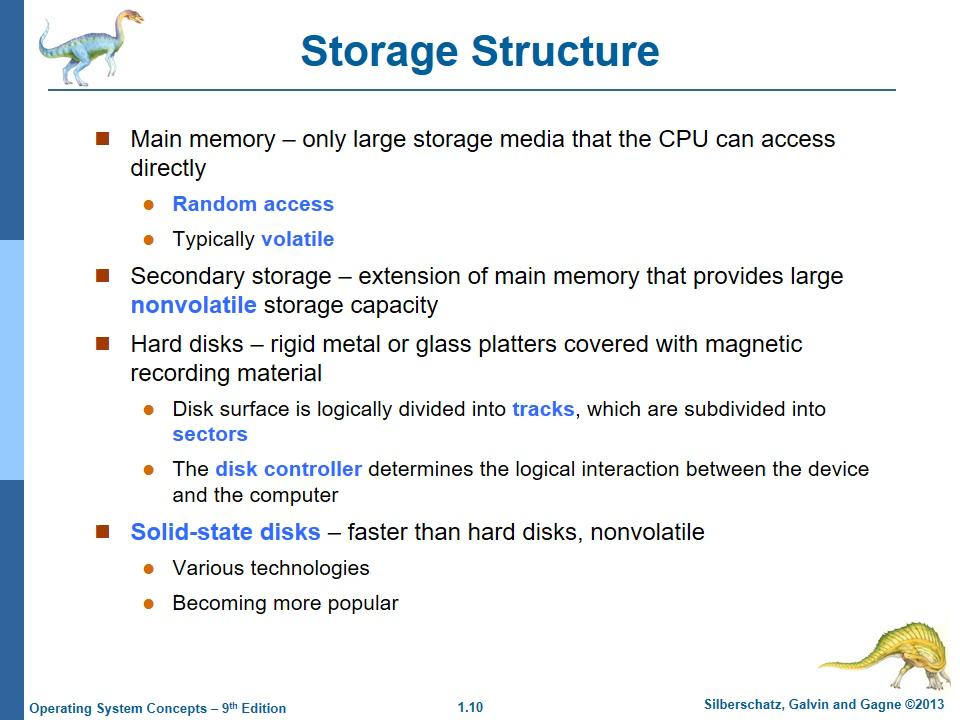 Storage Structure
Main memory – only large storage media that the CPU can access
directly
Random access
Typically volatile
Secondary storage – extension of main memory that provides large
nonvolatile storage capacity
Hard disks – rigid metal or glass platters covered with magnetic
recording material
Disk surface is logically divided into tracks, which are subdivided into
sectors
The disk controller determines the logical interaction between the device
and the computer
Solid-state disks – faster than hard disks, nonvolatile
Various technologies
Becoming more popular
Operating System Concepts – 9th Edition
1.10
Silberschatz, Galvin and Gagne ©2013